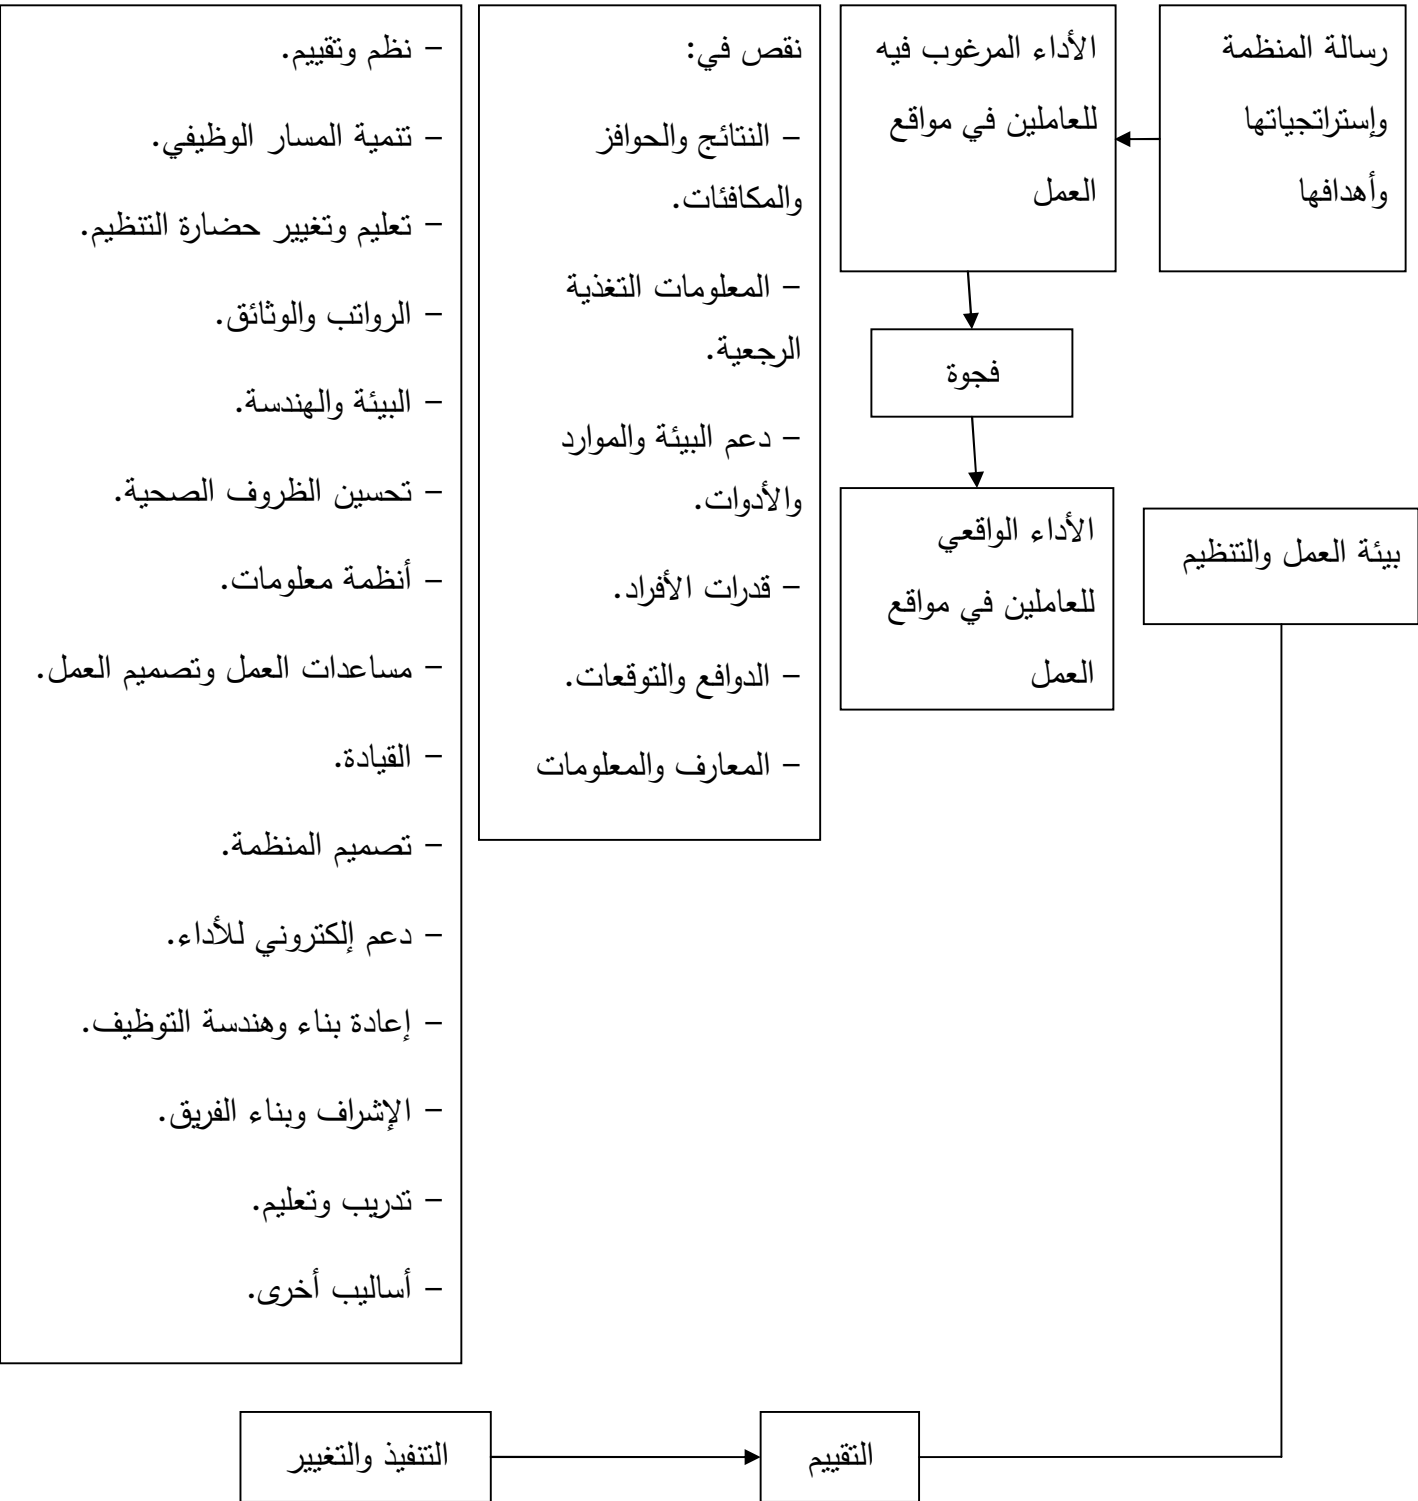 رسالة المنظمة
وإستراتجياتها
وأهدافها
الأداء المرغوب فيه
للعاملين في مواقع
العمل
فجوة
الأداء الواقعي
للعاملين في مواقع
العمل
بيئة العمل والتنظيم
نقص في:
– النتائج والحوافز
والمكافئات.
– المعلومات التغذية
الرجعية.
– دعم البيئة والموارد
والأدوات.
– قدرات الأفراد.
– الدوافع والتوقعات.
– المعارف والمعلومات
– نظم وتقييم.
– تنمية المسار الوظيفي.
– تعليم وتغيير حضارة التنظيم.
– الرواتب والوثائق.
– البيئة والهندسة.
– تحسين الظروف الصحية.
– أنظمة معلومات.
– مساعدات العمل وتصميم العمل.
– القيادة.
– تصميم المنظمة.
– دعم إلكتروني للأداء.
– إعادة بناء وهندسة التوظيف.
– الإشراف وبناء الفريق.
– تدريب وتعليم.
– أساليب أخرى.
التقييم
التنفيذ والتغيير